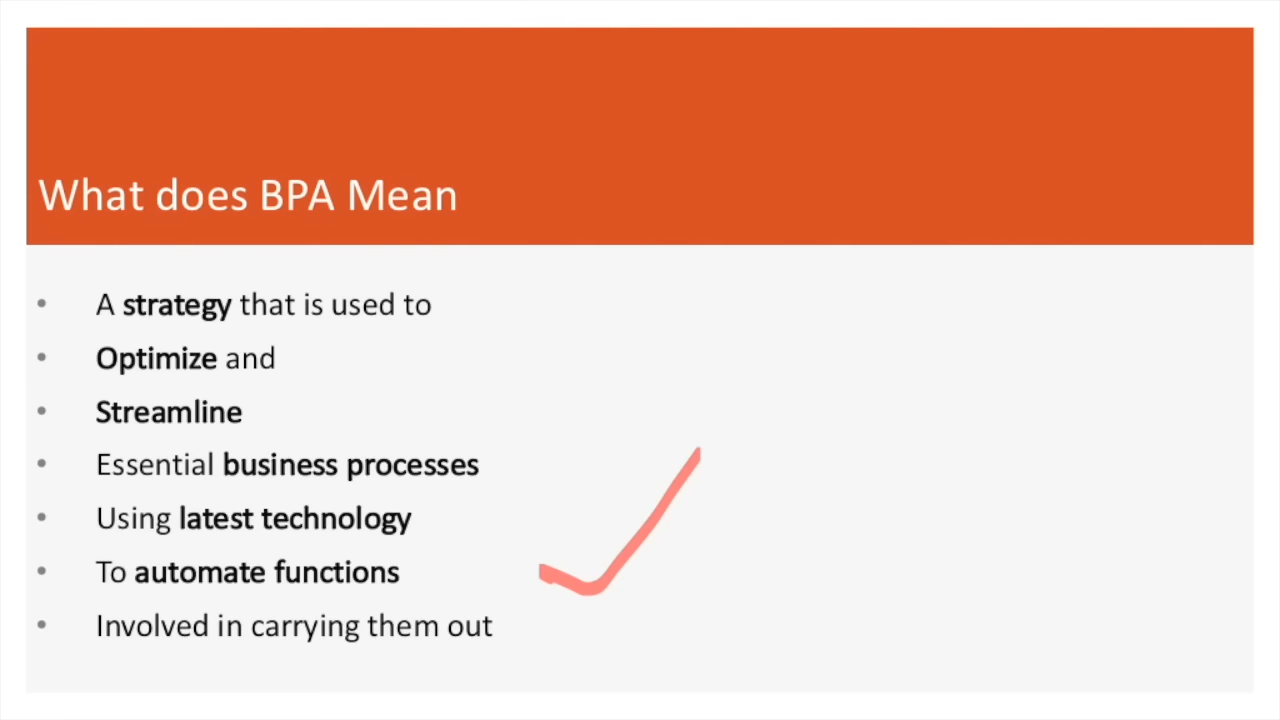 What does BPA Mean
• A strategy that is used to
• Optimize and
• Streamline
• Essential business processes
• Using latest technology
• To automate functions
• Involved in carrying them out